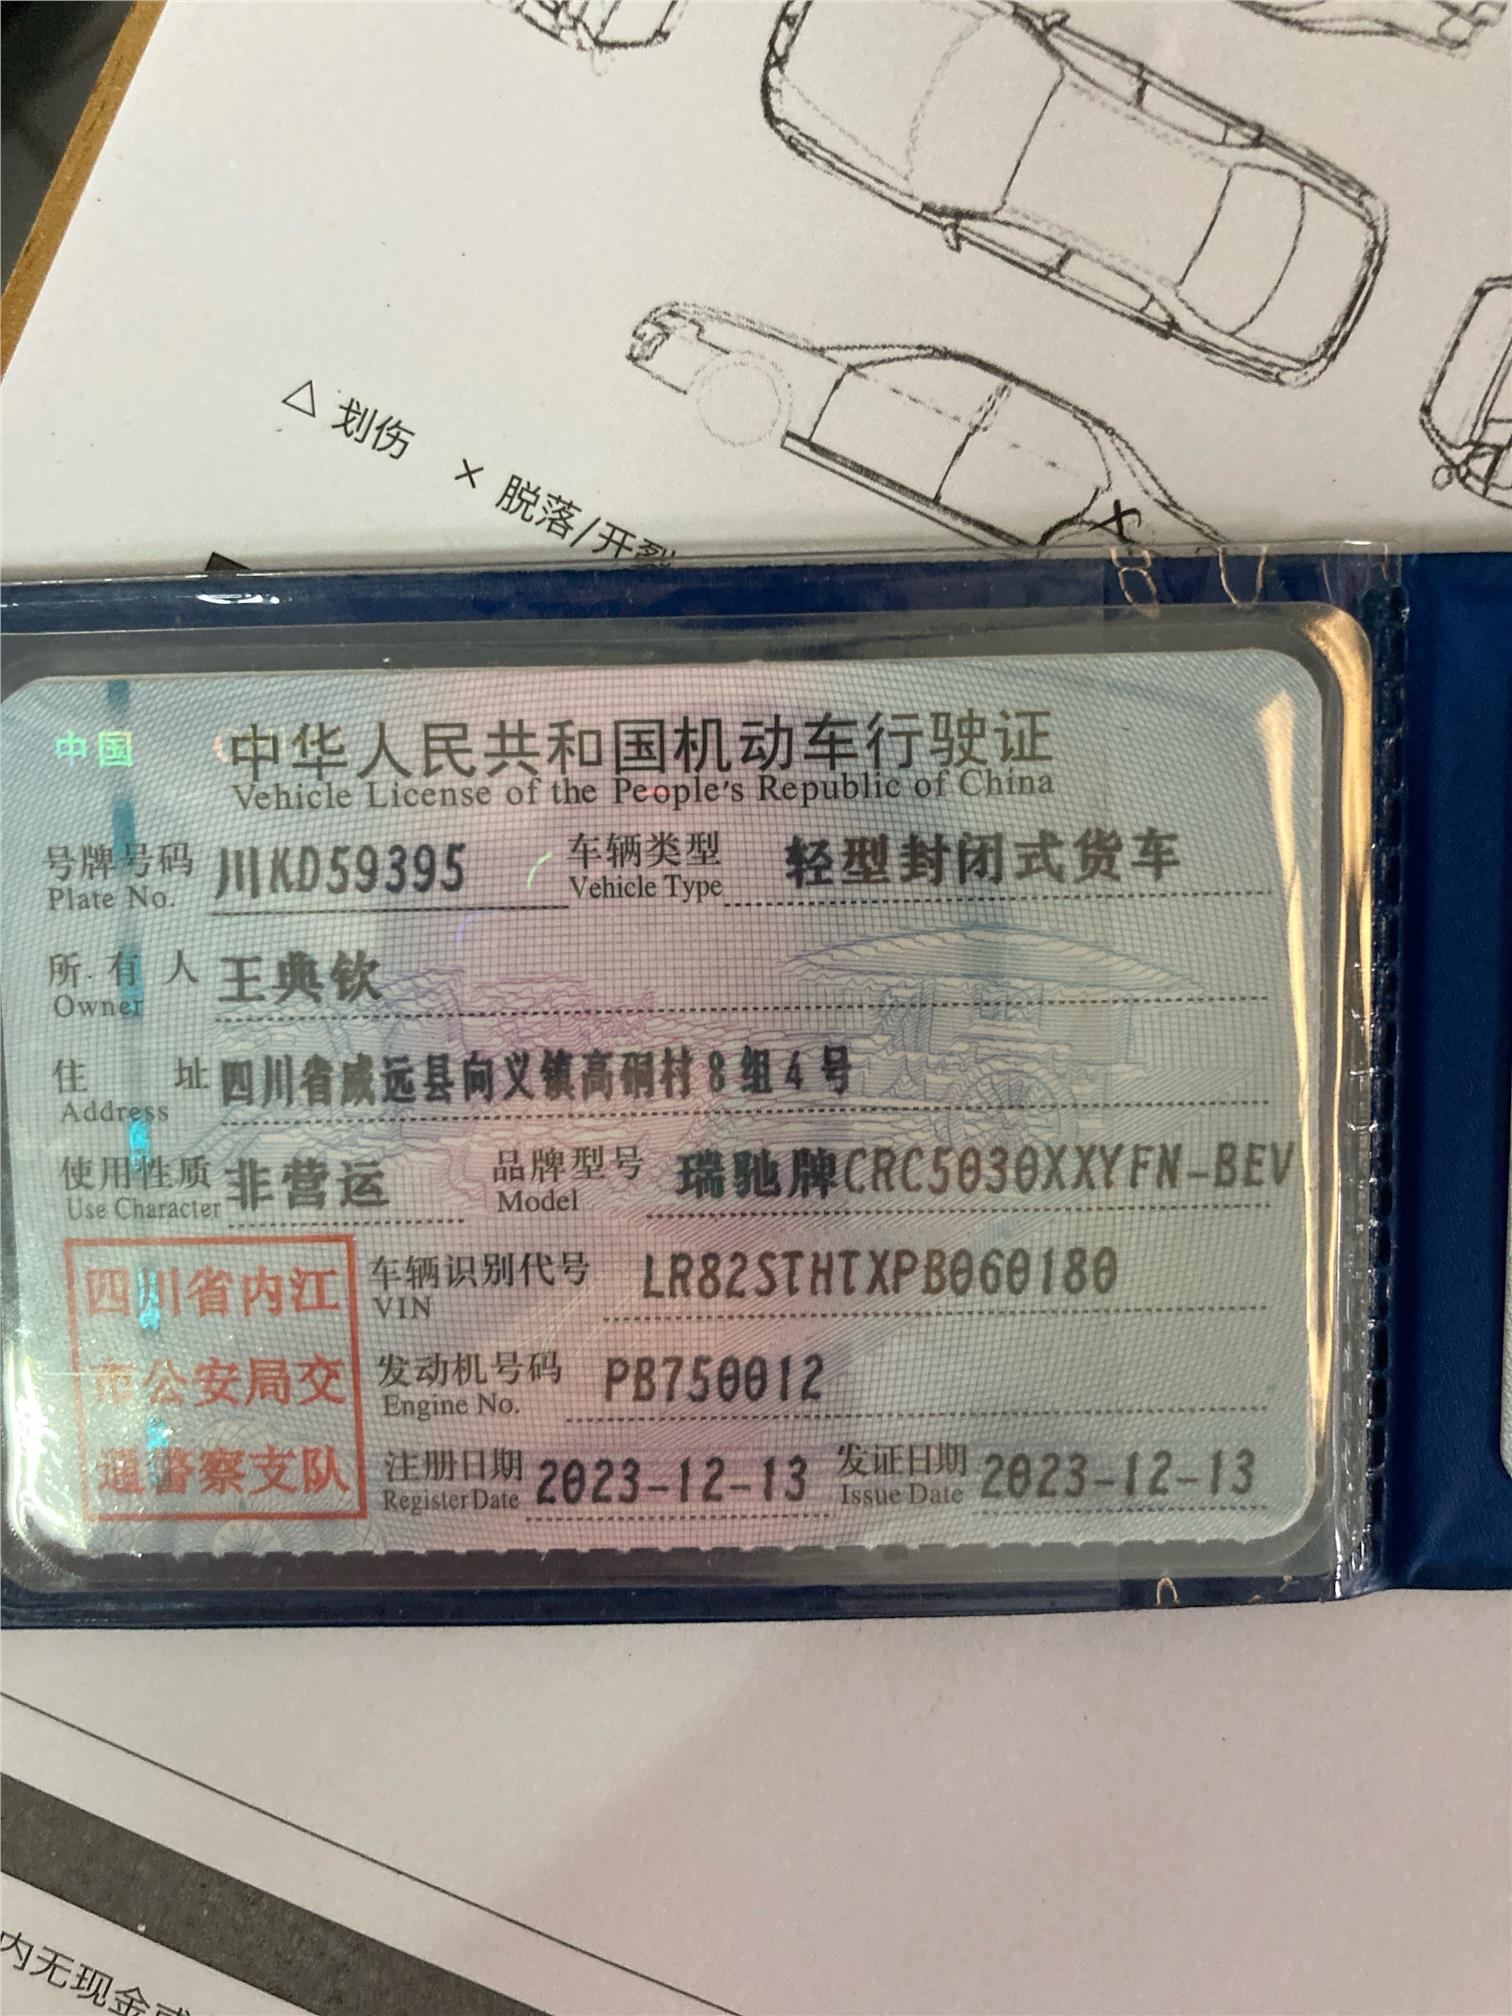 △ 划伤 × 脱落/开裂
中国
中华人民共和国机动车行驶证
Vehicle License of the People's Republic of China
号牌号码 川KD59395 车辆类型 轻型封闭式货车
Plate No. Vehicle Type
所有人 王典钦
Owner
住址 四川省威远县向义镇高硐村8组4号
Address
使用性质 非营运 品牌型号 瑞驰牌CRC5030XXYFN-BEV
Use Character Model
四川省内江
市公安局交
通警察支队
车辆识别代号 LR82STHTXPB060180
VIN
发动机号码 PB750012
Engine No.
注册日期 2023-12-13 发证日期 2023-12-13
Register Date Issue Date
内无现金或